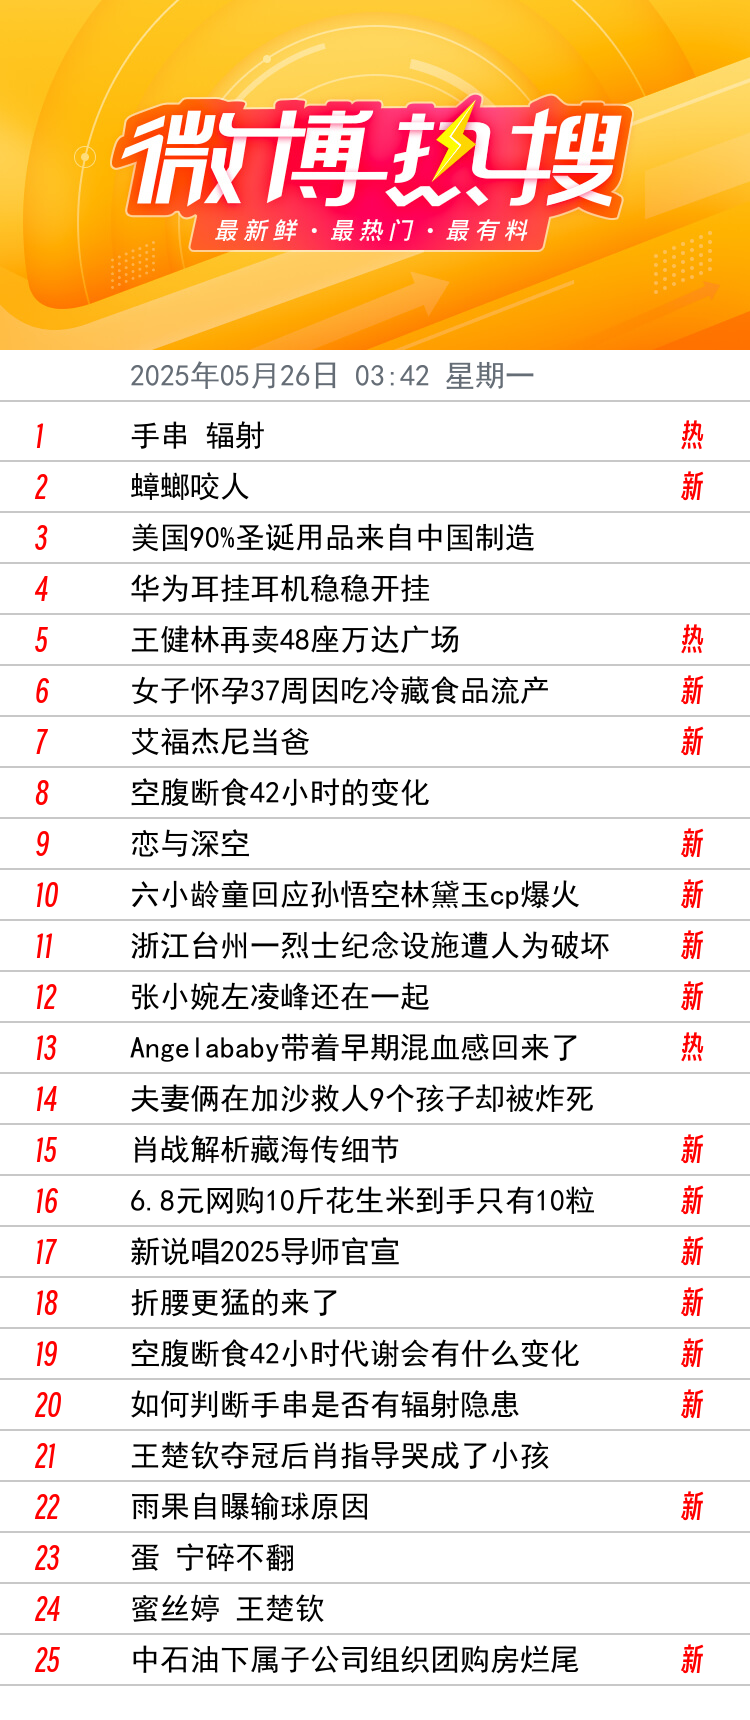 微博热搜
最新鲜·最热门·最有料
2025年05月26日 03:42 星期一
1 手串 辐射 热
2 蟑螂咬人 新
3 美国90%圣诞用品来自中国制造
4 华为耳挂耳机稳稳开挂
5 王健林再卖48座万达广场 热
6 女子怀孕37周因吃冷藏食品流产 新
7 艾福杰尼当爸 新
8 空腹断食42小时的变化
9 恋与深空 新
10 六小龄童回应孙悟空林黛玉cp爆火 新
11 浙江台州一烈士纪念设施遭人为破坏 新
12 张小婉左凌峰还在一起 新
13 Angelababy带着早期混血感回来了 热
14 夫妻俩在加沙救人9个孩子却被炸死
15 肖战解析藏海传细节 新
16 6.8元网购10斤花生米到手只有10粒 新
17 新说唱2025导师官宣 新
18 折腰更猛的来了 新
19 空腹断食42小时代谢会有什么变化 新
20 如何判断手串是否有辐射隐患 新
21 王楚钦夺冠后肖指导哭成了小孩
22 雨果自曝输球原因 新
23 蛋 宁碎不翻
24 蜜丝婷 王楚钦
25 中石油下属子公司组织团购房烂尾 新